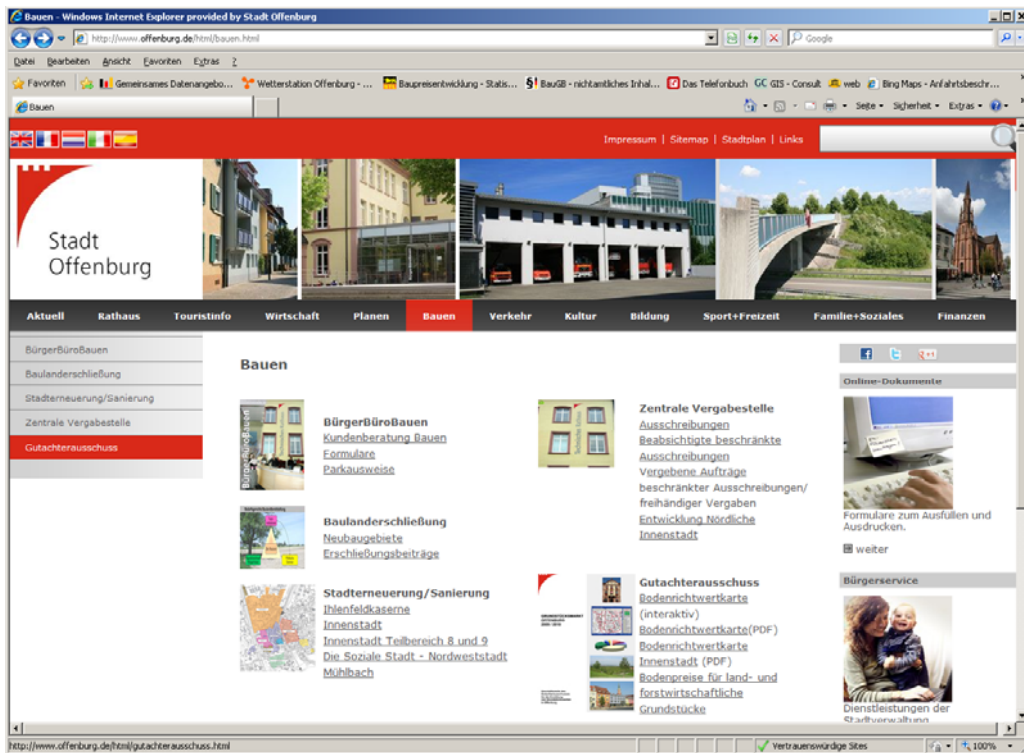 Bauen - Windows Internet Explorer provided by Stadt Offenburg
http://www.offenburg.de/html/bauen.html
Google
Datei Bearbeiten Ansicht Favoriten Extras ?
Favoriten Gemeinsames Datenangebo... Wetterstation Offenburg - ... Baupreisentwicklung - Statis... BauGB - nichtamtliches Inhal... Das Telefonbuch GC GIS - Consult web Bing Maps - Anfahrtsbeschr...
Bauen
Seite Sicherheit Extras
Impressum | Sitemap | Stadtplan | Links
Stadt
Offenburg
Aktuell Rathaus Touristinfo Wirtschaft Planen Bauen Verkehr Kultur Bildung Sport+Freizeit Familie+Soziales Finanzen
BürgerBüroBauen
Baulanderschließung
Stadterneuerung/Sanierung
Zentrale Vergabestelle
Gutachterausschuss
Bauen
BürgerBüroBauen
BürgerBüroBauen
Kundenberatung Bauen
Formulare
Parkausweise
Baulanderschließung
Neubaugebiete
Erschließungsbeiträge
Stadterneuerung/Sanierung
Ihlenfeldkaserne
Innenstadt
Innenstadt Teilbereich 8 und 9
Die Soziale Stadt - Nordweststadt
Mühlbach
Zentrale Vergabestelle
Ausschreibungen
Beabsichtigte beschränkte
Ausschreibungen
Vergebene Aufträge
beschränkter Ausschreibungen/
freihändiger Vergaben
Entwicklung Nördliche
Innenstadt
Gutachterausschuss
Bodenrichtwertkarte
(interaktiv)
Bodenrichtwertkarte(PDF)
Bodenrichtwertkarte
Innenstadt (PDF)
Bodenpreise für land- und
forstwirtschaftliche
Grundstücke
Online-Dokumente
Formulare zum Ausfüllen und
Ausdrucken.
weiter
Bürgerservice
Dienstleistungen der
Stadtverwaltung
http://www.offenburg.de/html/gutachterausschuss.html
Vertrauenswürdige Sites
100%